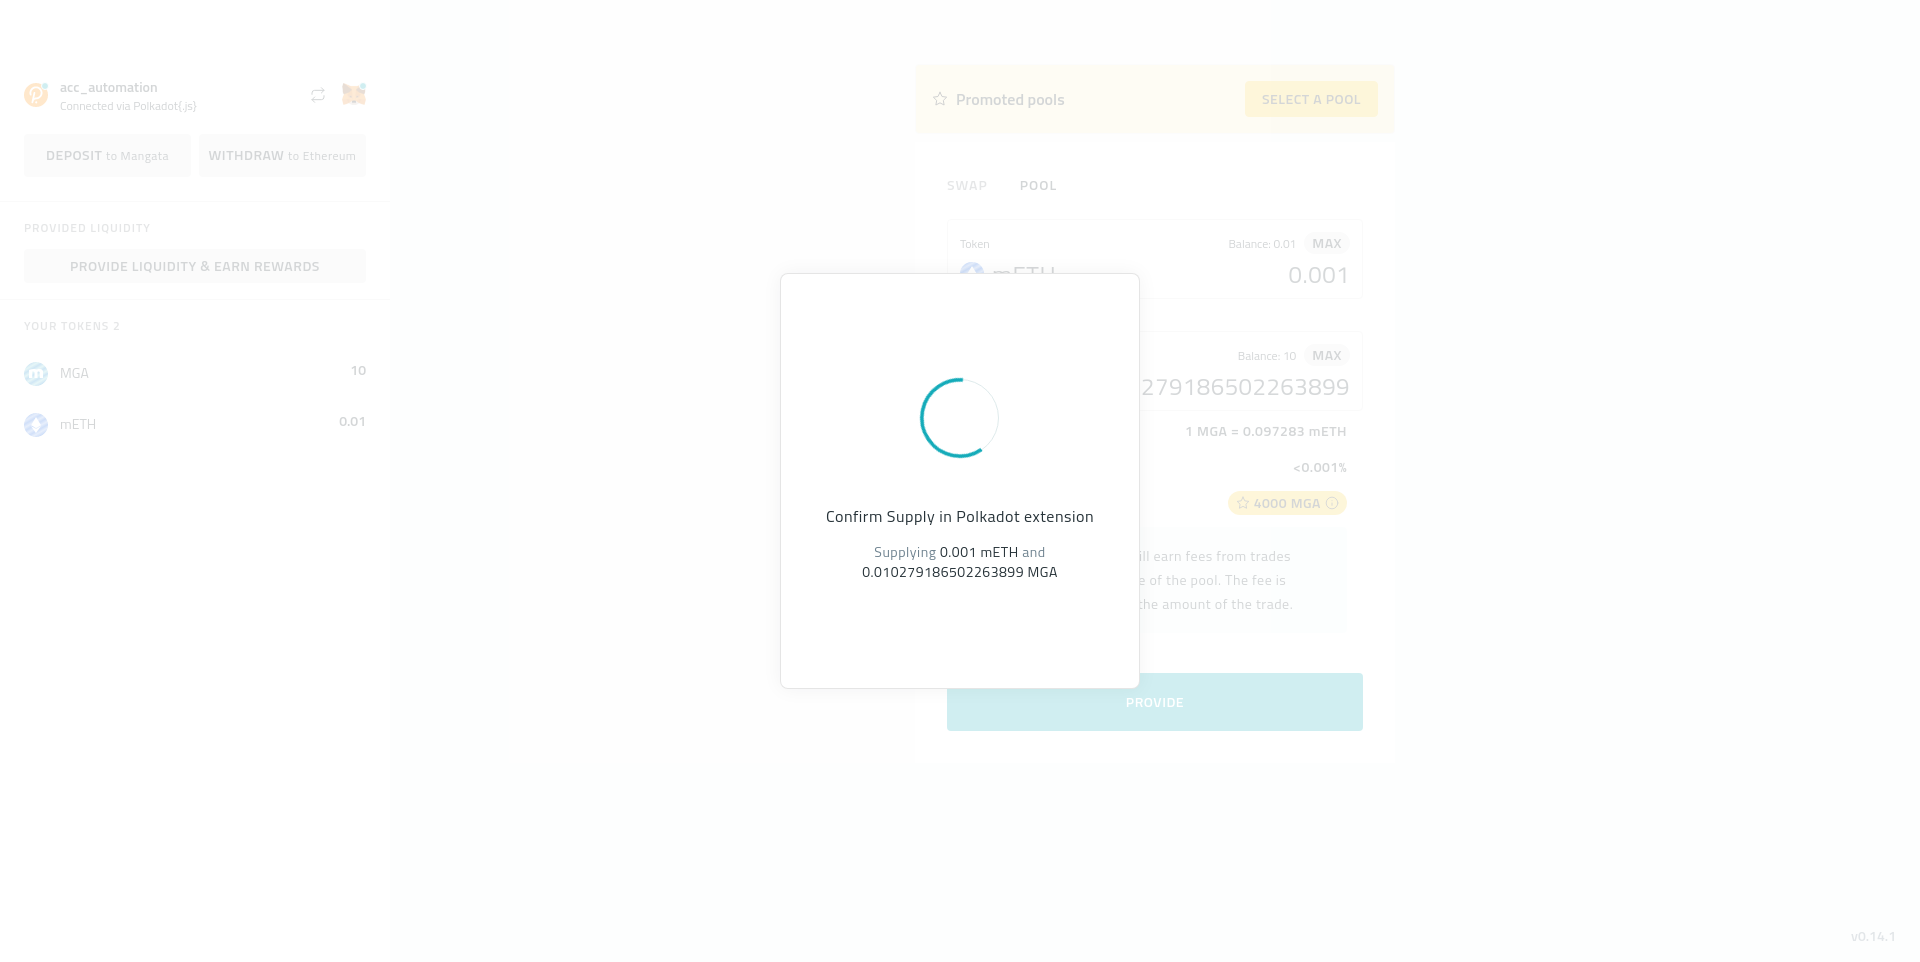 acc_automation
Connected via Polkadot{.js}
DEPOSIT to Mangata
WITHDRAW to Ethereum
PROVIDED LIQUIDITY
PROVIDE LIQUIDITY & EARN REWARDS
YOUR TOKENS 2
MGA 10
mETH 0.01
Promoted pools
SELECT A POOL
SWAP POOL
Token Balance: 0.01 MAX
mETH 0.001
Balance: 10 MAX
279186502263899
1 MGA = 0.097283 mETH
<0.001%
4000 MGA
earn fees from trades
of the pool. The fee is
the amount of the trade.
PROVIDE
Confirm Supply in Polkadot extension
Supplying 0.001 mETH and
0.010279186502263899 MGA
v0.14.1